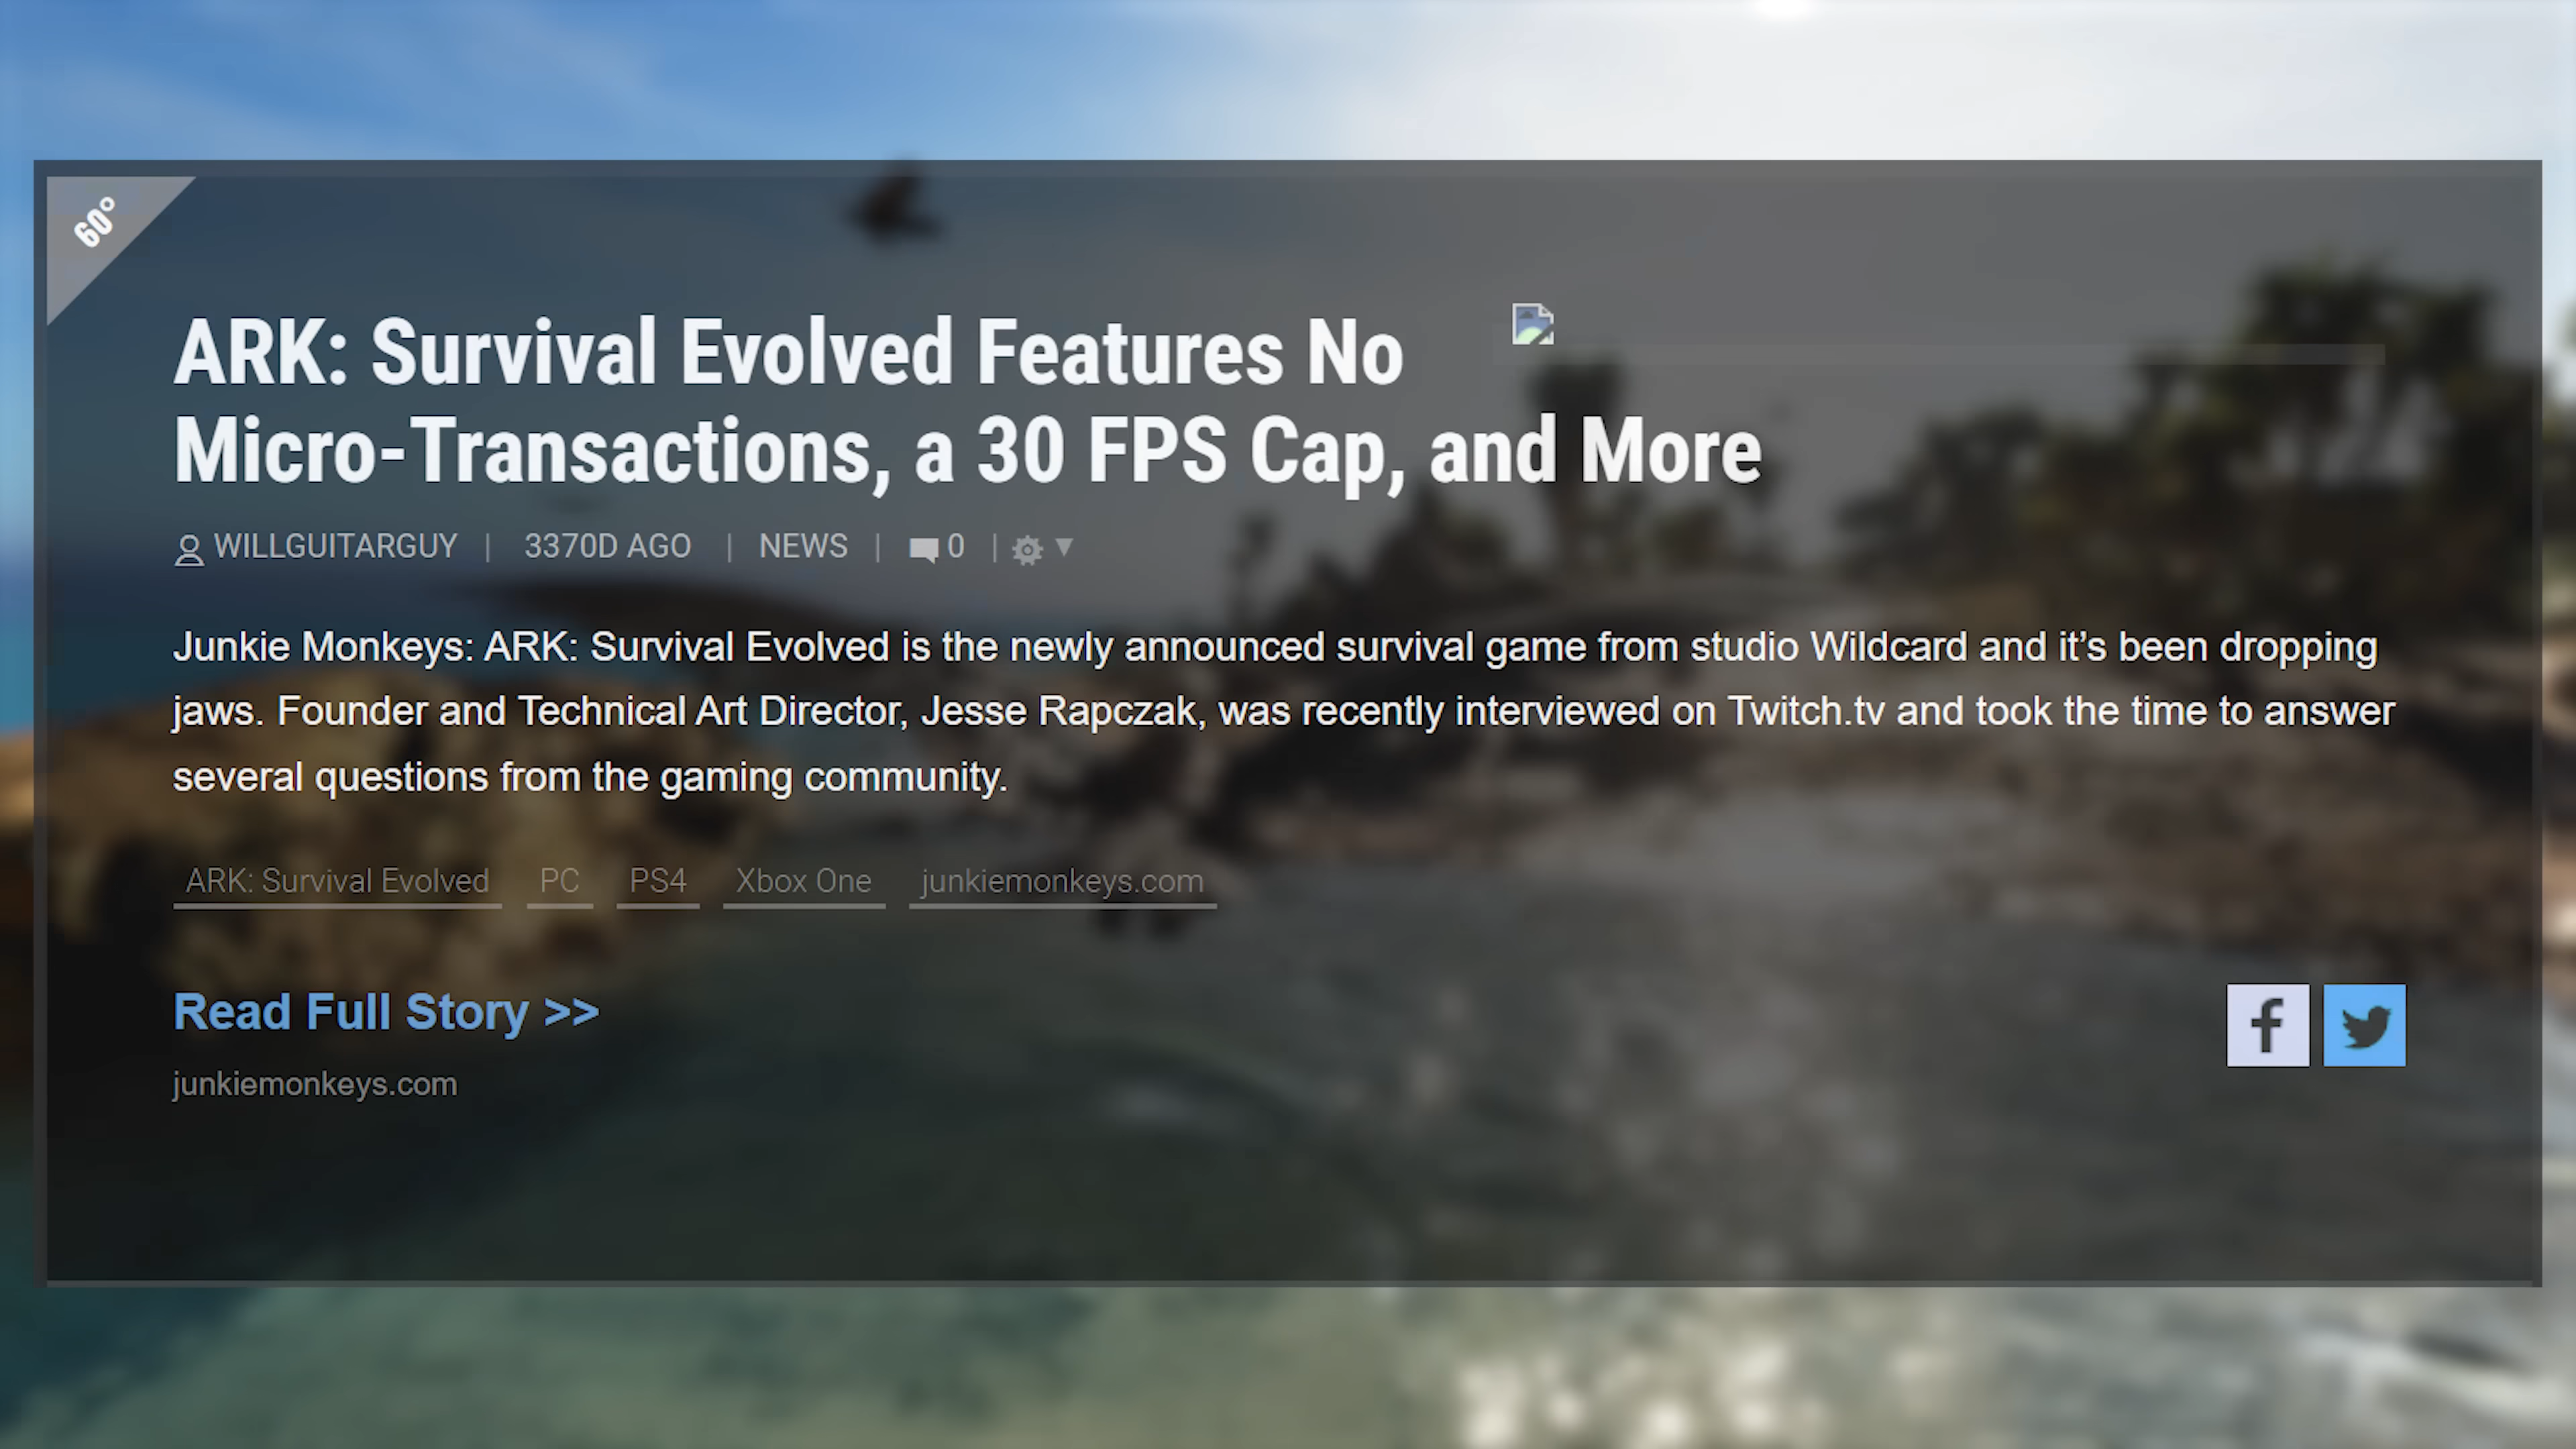 60°
ARK: Survival Evolved Features No
Micro-Transactions, a 30 FPS Cap, and More
WILLGUITARGUY | 3370D AGO | NEWS | 0 | ▼
Junkie Monkeys: ARK: Survival Evolved is the newly announced survival game from studio Wildcard and it’s been dropping
jaws. Founder and Technical Art Director, Jesse Rapczak, was recently interviewed on Twitch.tv and took the time to answer
several questions from the gaming community.
ARK: Survival Evolved PC PS4 Xbox One junkiemonkeys.com
Read Full Story >>
junkiemonkeys.com